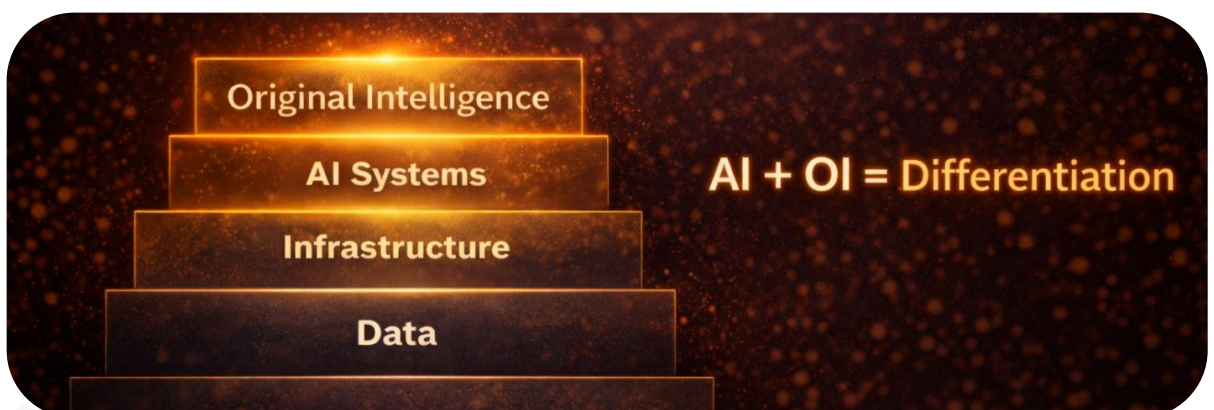 Original Intelligence
AI Systems
AI + OI = Differentiation
Infrastructure
Data